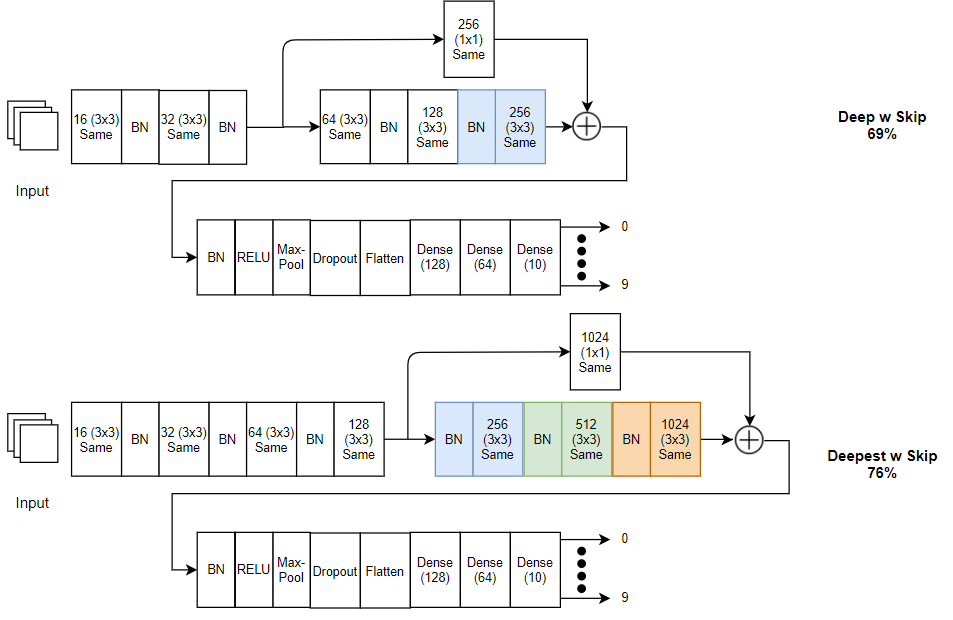 256
(1x1)
Same
16 (3x3)
Same
BN
32 (3x3)
Same
BN
64 (3x3)
Same
BN
128
(3x3)
Same
BN
256
(3x3)
Same
Deep w Skip
69%
Input
BN
RELU
Max-
Pool
Dropout
Flatten
Dense
(128)
Dense
(64)
Dense
(10)
0
9
1024
(1x1)
Same
16 (3x3)
Same
BN
32 (3x3)
Same
BN
64 (3x3)
Same
BN
128
(3x3)
Same
BN
256
(3x3)
Same
BN
512
(3x3)
Same
BN
1024
(3x3)
Same
Deepest w Skip
76%
Input
BN
RELU
Max-
Pool
Dropout
Flatten
Dense
(128)
Dense
(64)
Dense
(10)
0
9